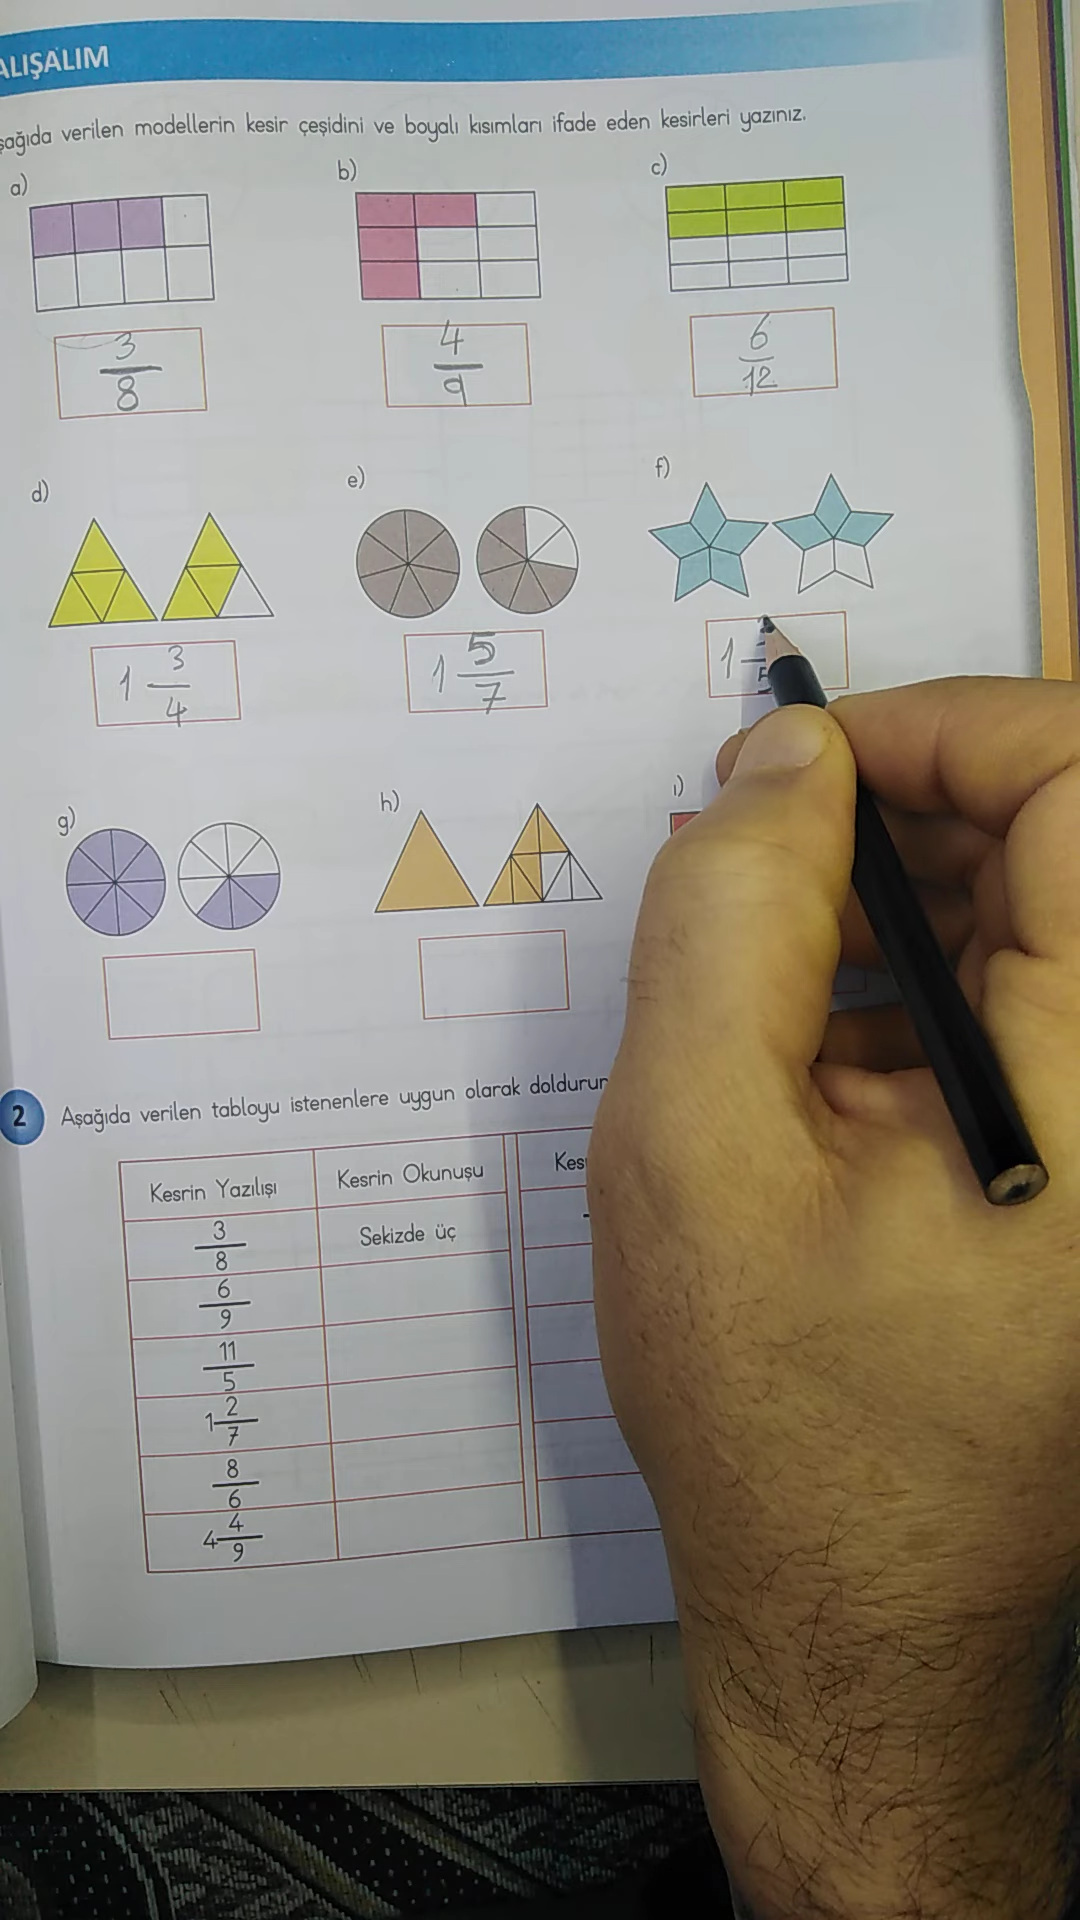 ALIŞALIM
şağıda verilen modellerin kesir çeşidini ve boyalı kısımları ifade eden kesirleri yazınız.
a) b) c)
3/8 4/9 6/12
d) e) f)
1 3/4 1 5/7 1 /5
g) h) ı)
2 Aşağıda verilen tabloyu istenenlere uygun olarak
Kesrin Yazılışı Kesrin Okunuşu
3/8 Sekizde üç
6/9
11/5
1 2/7
8/6
4 4/9